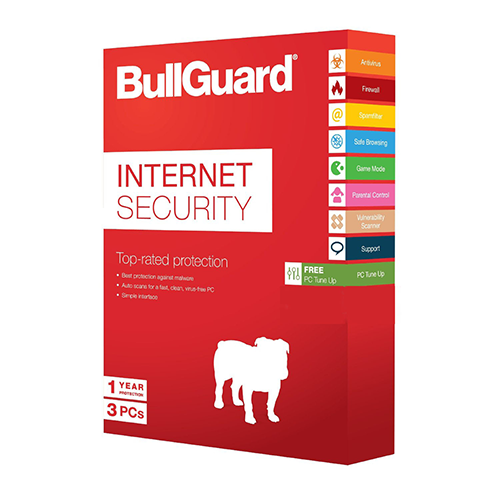 BullGuard®
INTERNET
SECURITY
Top-rated protection
• Best protection against malware
• Auto scans for a fast, clean, virus-free PC
• Simple interface
1 YEAR
PROTECTION
3 PCs
Antivirus
Firewall
@ Spamfilter
Safe Browsing
Game Mode
Parental Control
Vulnerability
Scanner
Support
FREE
PC Tune Up
PC Tune Up